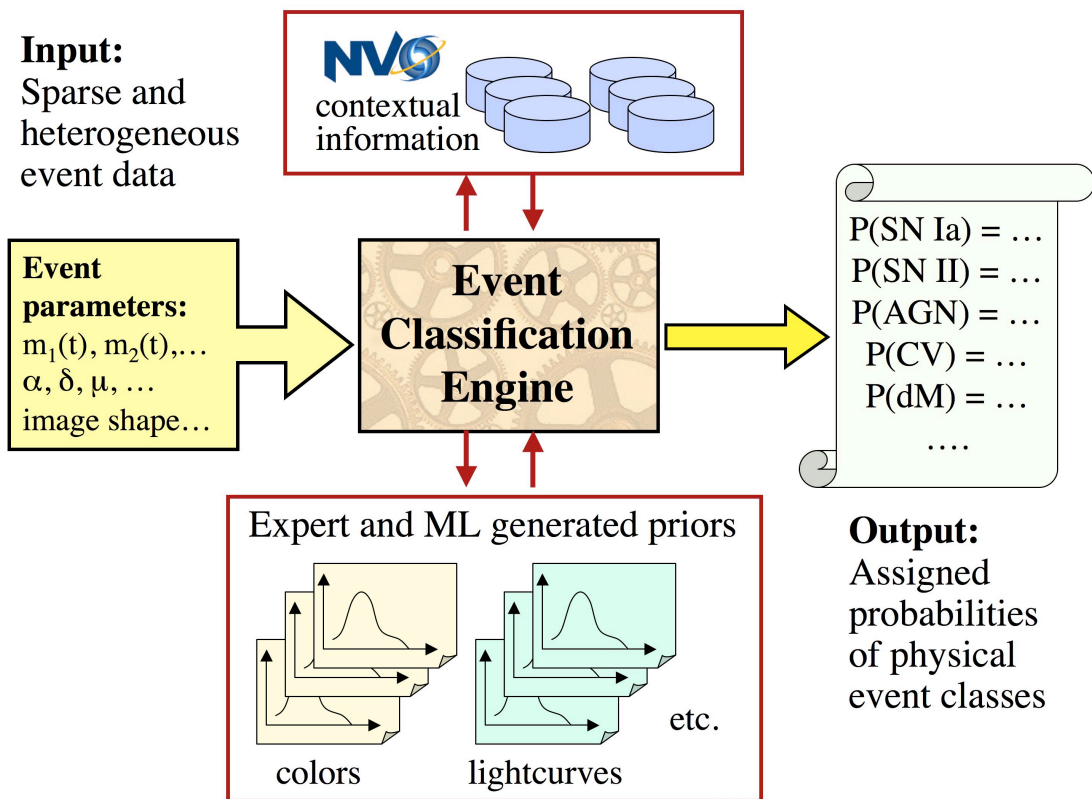 Input:
Sparse and
heterogeneous
event data
NVO
contextual
information
Event
parameters:
m₁(t), m₂(t),…
α, δ, μ, …
image shape…
Event
Classification
Engine
P(SN Ia) = …
P(SN II) = …
P(AGN) = …
P(CV) = …
P(dM) = …
….
Expert and ML generated priors
colors
lightcurves
etc.
Output:
Assigned
probabilities
of physical
event classes